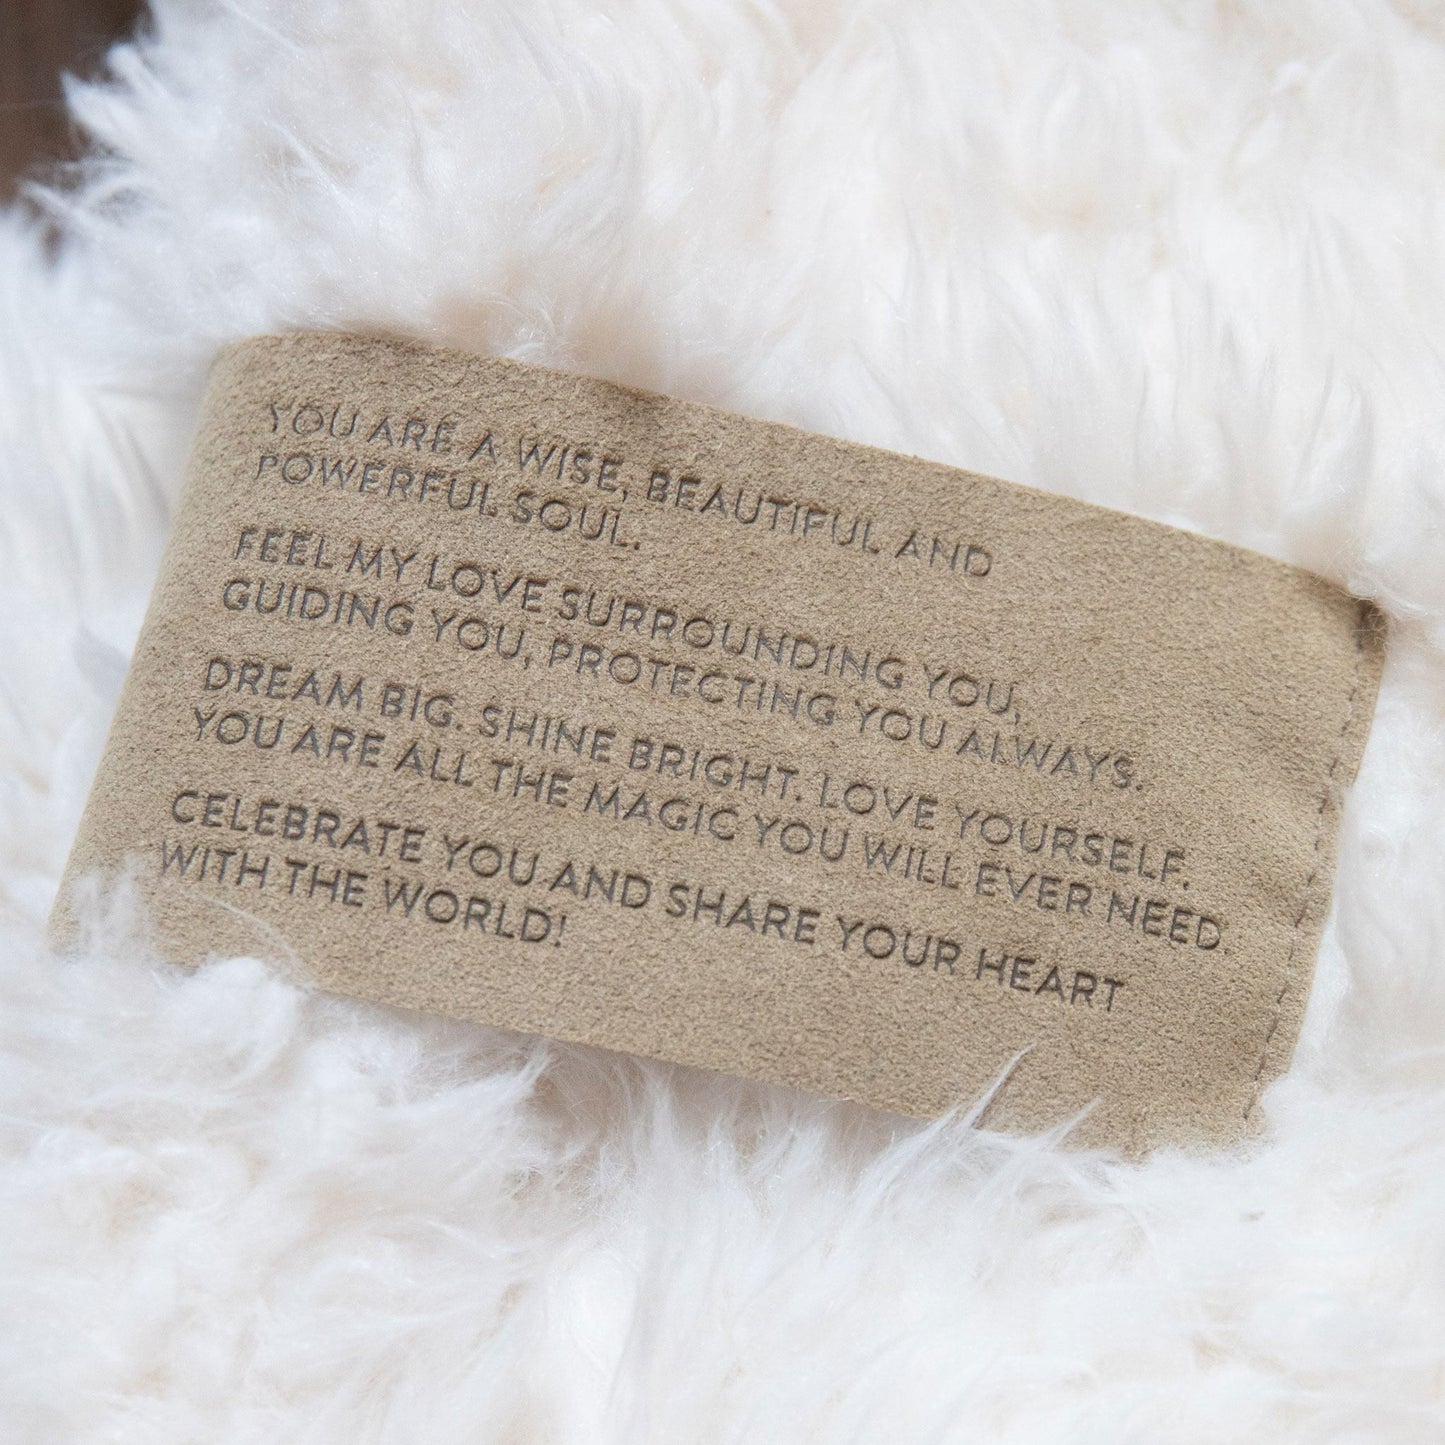 YOU ARE A WISE, BEAUTIFUL AND
POWERFUL SOUL.
FEEL MY LOVE SURROUNDING YOU,
GUIDING YOU, PROTECTING YOU ALWAYS.
DREAM BIG. SHINE BRIGHT. LOVE YOURSELF.
YOU ARE ALL THE MAGIC YOU WILL EVER NEED.
CELEBRATE YOU AND SHARE YOUR HEART
WITH THE WORLD!